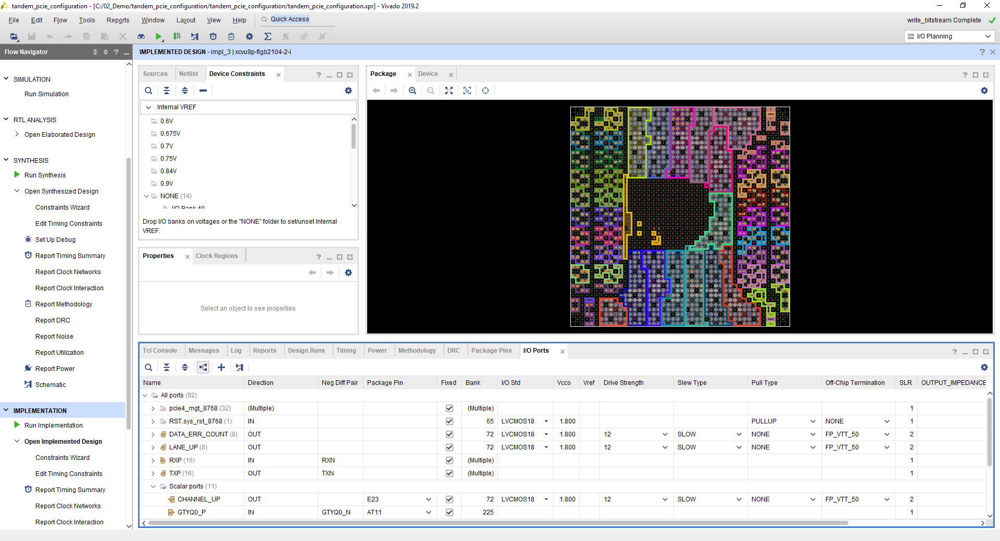 tandem_pcie_configuration - [C:/02_Demo/tandem_pcie_configuration/tandem_pcie_configuration/tandem_pcie_configuration.xpr] - Vivado 2019.2
File Edit Flow Tools Reports Window Layout View Help Quick Access write_bitstream Complete
I/O Planning
Flow Navigator
IMPLEMENTED DESIGN - impl_3 | xcvu9p-flgb2104-2-i
SIMULATION
Run Simulation
RTL ANALYSIS
Open Elaborated Design
SYNTHESIS
Run Synthesis
Open Synthesized Design
Constraints Wizard
Edit Timing Constraints
Set Up Debug
Report Timing Summary
Report Clock Networks
Report Clock Interaction
Report Methodology
Report DRC
Report Noise
Report Utilization
Report Power
Schematic
IMPLEMENTATION
Run Implementation
Open Implemented Design
Constraints Wizard
Edit Timing Constraints
Report Timing Summary
Report Clock Networks
Report Clock Interaction
Sources Netlist Device Constraints
Internal VREF
0.6V
0.675V
0.7V
0.75V
0.84V
0.9V
NONE (14)
I/O Bank 40
Drop I/O banks on voltages or the "NONE" folder to set/unset Internal
VREF.
Properties Clock Regions
Select an object to see properties
Package Device
Tcl Console Messages Log Reports Design Runs Timing Power Methodology DRC Package Pins I/O Ports
Name Direction Neg Diff Pair Package Pin Fixed Bank I/O Std Vcco Vref Drive Strength Slew Type Pull Type Off-Chip Termination SLR OUTPUT_IMPEDANCE
All ports (92)
pcie4_mgt_8768 (32) (Multiple) (Multiple) 1
RST.sys_rst_8768 (1) IN 65 LVCMOS18 1.800 PULLUP NONE 1
DATA_ERR_COUNT (8) OUT 72 LVCMOS18 1.800 12 SLOW NONE FP_VTT_50 2
LANE_UP (8) OUT 72 LVCMOS18 1.800 12 SLOW NONE FP_VTT_50 2
RXP (16) IN RXN (Multiple) 1
TXP (16) OUT TXN (Multiple) 1
Scalar ports (11)
CHANNEL_UP OUT E23 72 LVCMOS18 1.800 12 SLOW NONE FP_VTT_50 2
GTYQ0_P IN GTYQ0_N AT11 225 1